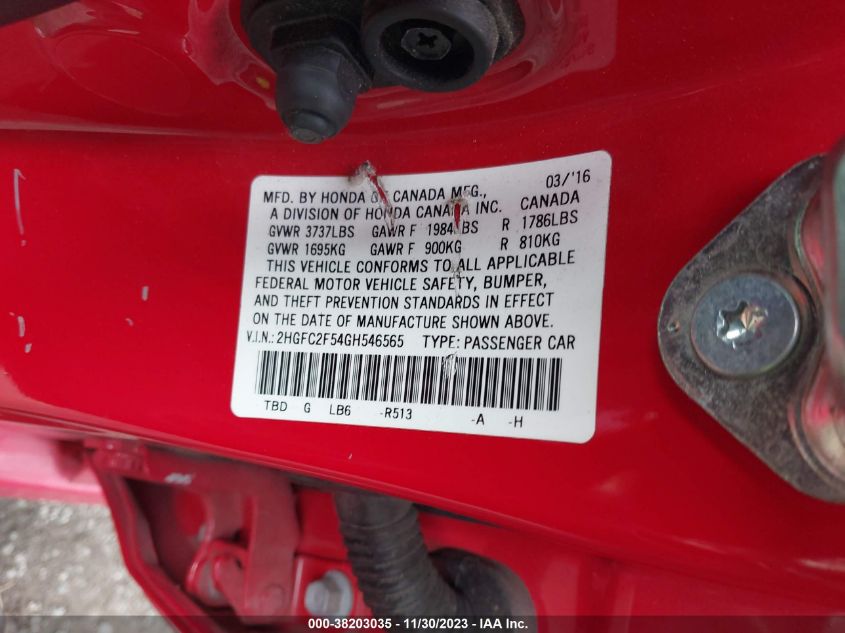 MFD. BY HONDA OF CANADA MFG., 03/'16
A DIVISION OF HONDA CANADA INC. CANADA
GVWR 3737LBS GAWR F 1984LBS R 1786LBS
GVWR 1695KG GAWR F 900KG R 810KG
THIS VEHICLE CONFORMS TO ALL APPLICABLE
FEDERAL MOTOR VEHICLE SAFETY, BUMPER,
AND THEFT PREVENTION STANDARDS IN EFFECT
ON THE DATE OF MANUFACTURE SHOWN ABOVE.
V.I.N.:2HGFC2F54GH546565 TYPE: PASSENGER CAR
TBD G LB6 -R513 -A -H
000-38203035 - 11/30/2023 - IAA Inc.